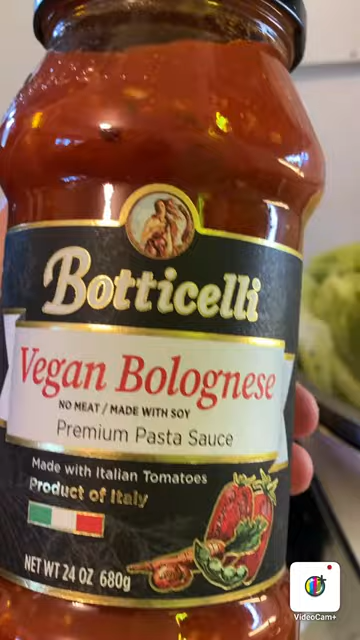 Botticelli
Vegan Bolognese
NO MEAT / MADE WITH SOY
Premium Pasta Sauce
Made with Italian Tomatoes
Product of Italy
NET WT 24 OZ 680g
VideoCam+